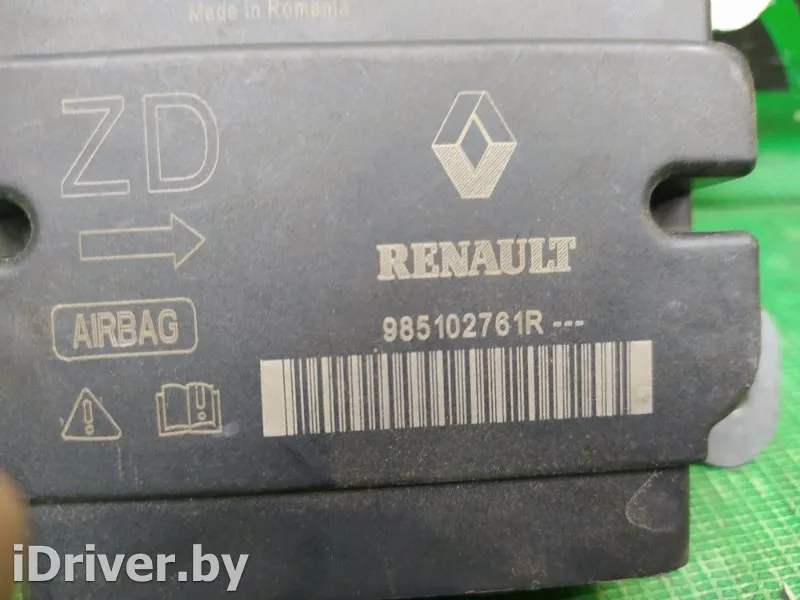 Made in Romania
ZD
RENAULT
AIRBAG
985102761R ---
iDriver.by